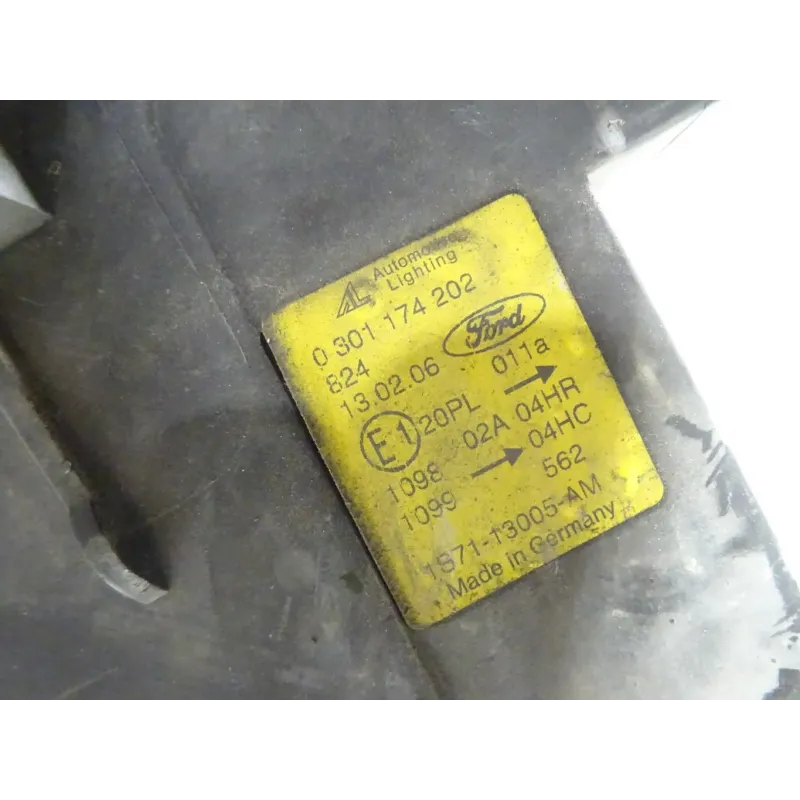 AL Automotive
Lighting
0 301 174 202
824 Ford
13.02.06 011a
E1 20PL →
02A 04HR
1098 → 04HC
1099 562
1S71-13005-AM
Made in Germany